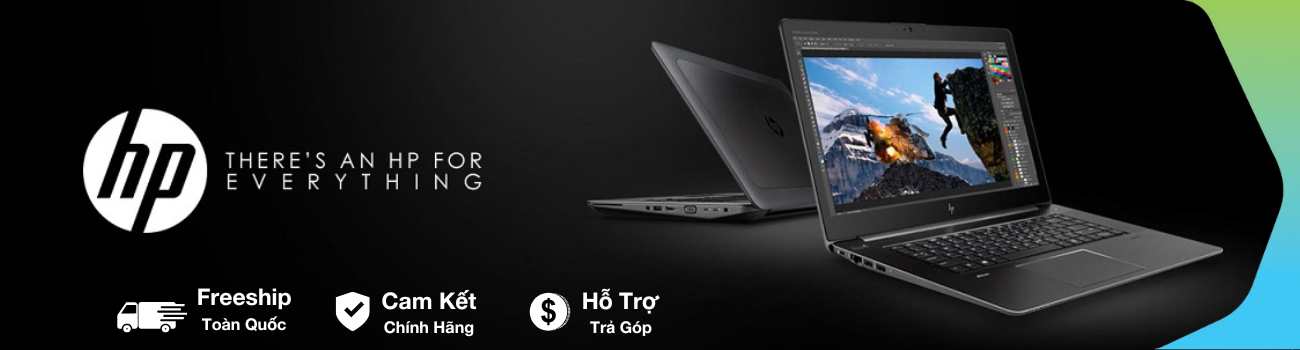 hp
THERE'S AN HP FOR
EVERYTHING
Freeship
Toàn Quốc
Cam Kết
Chính Hãng
$
Hỗ Trợ
Trả Góp